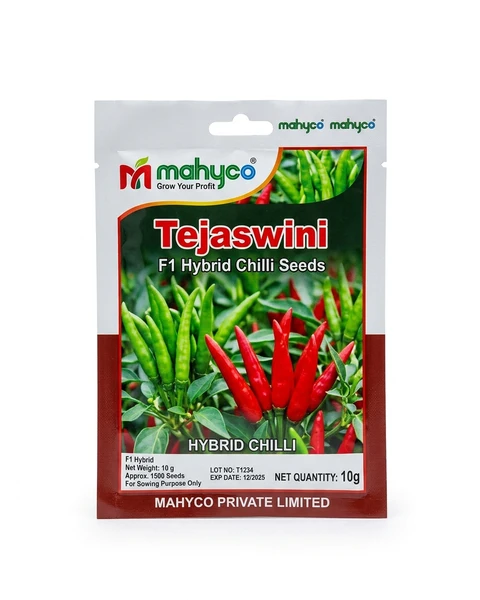 mahyco® mahyco®
mahyco®
Grow Your Profit
Tejaswini
F1 Hybrid Chilli Seeds
HYBRID CHILLI
F1 Hybrid
Net Weight: 10 g
Approx. 1500 Seeds
For Sowing Purpose Only
LOT NO: T1234
EXP DATE: 12/2025
NET QUANTITY: 10g
MAHYCO PRIVATE LIMITED